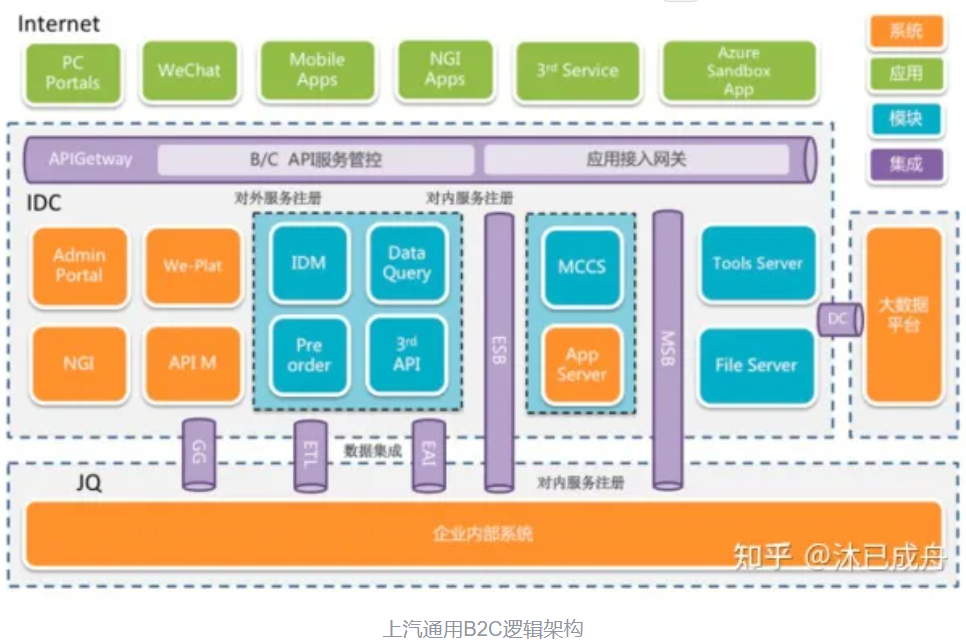 Internet
PC
Portals
WeChat
Mobile
Apps
NGI
Apps
3rd Service
Azure
Sandbox
App
系统
应用
模块
集成
APIGetway
B/C API服务管控
应用接入网关
IDC
对外服务注册
对内服务注册
Admin
Portal
We-Plat
IDM
Data
Query
MCCS
Tools Server
NGI
API M
Pre
order
3rd
API
ESB
App
Server
MSB
File Server
DC
大数据
平台
GG
ETL
数据集成
EAI
JQ
对内服务注册
企业内部系统
知乎 @沐已成舟
上汽通用B2C逻辑架构